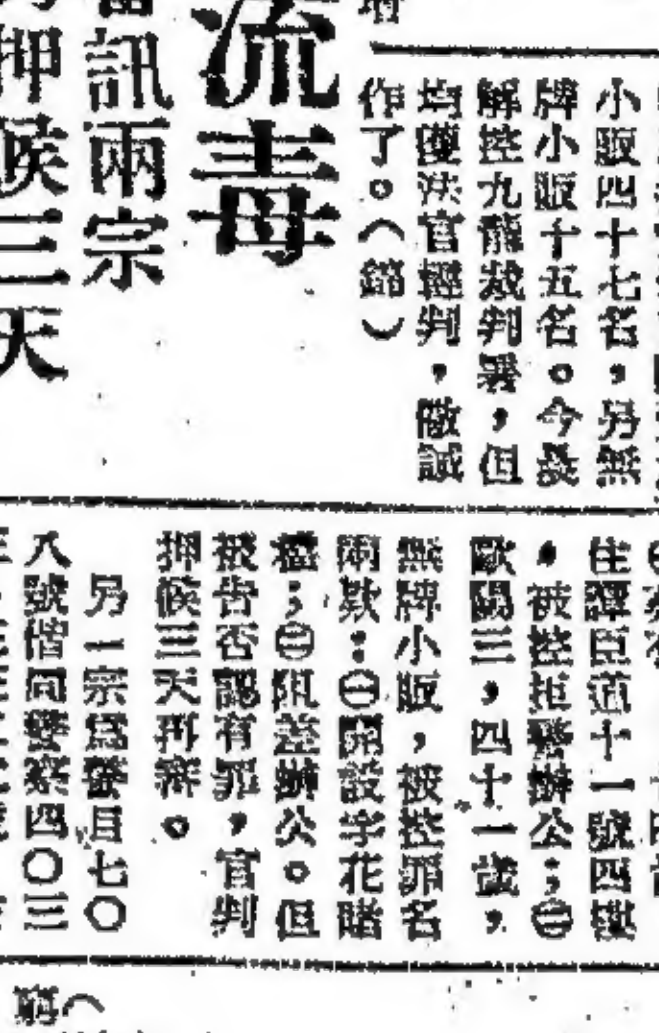 小販四十七名，另無
牌小販十五名。今晨
解控九龍裁判署，但
均獲法官輕判，儆誡
作了。（錦）
流毒
審訊兩宗
押候三天
住譚臣道十一號四樓
，被控拒警辦公；㊂
歐陽三，四十一歲，
無牌小販，被控罪名
兩欵：㊀開設字花賭
檔；㊁阻差辦公。但
被告否認有罪，官判
押候三天再審。
另一宗爲警目七〇
八號偕同警察四〇三